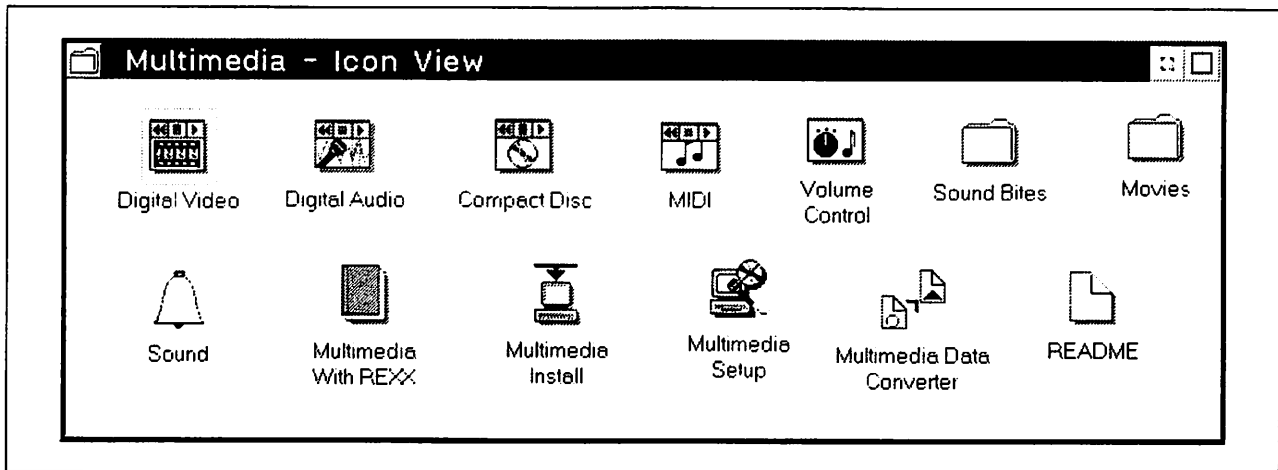 Multimedia - Icon View
Digital Video
Digital Audio
Compact Disc
MIDI
Volume
Control
Sound Bites
Movies
Sound
Multimedia
With REXX
Multimedia
Install
Multimedia
Setup
Multimedia Data
Converter
README